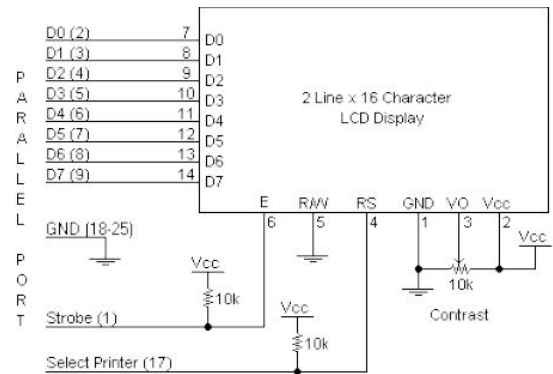 PARALLEL PORT
D0 (2) 7 D0
D1 (3) 8 D1
D2 (4) 9 D2
D3 (5) 10 D3
D4 (6) 11 D4
D5 (7) 12 D5
D6 (8) 13 D6
D7 (9) 14 D7
2 Line x 16 Character
LCD Display
E R/W RS GND VO Vcc
6 5 4 1 3 2
GND (18-25)
Vcc
Vcc
10k
10k
Contrast
Strobe (1)
Vcc
10k
Select Printer (17)